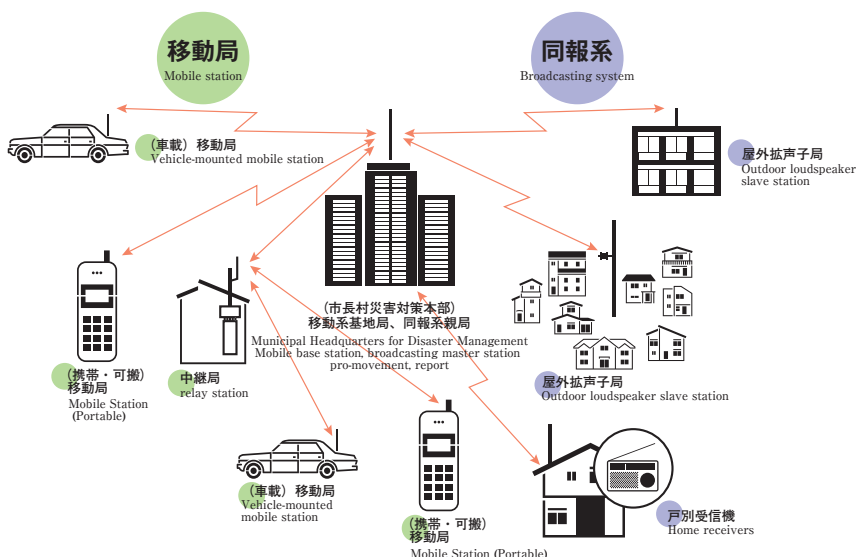 移動局
Mobile station
同報系
Broadcasting system
（車載）移動局
Vehicle-mounted mobile station
屋外拡声子局
Outdoor loudspeaker
slave station
（市長村災害対策本部）
移動系基地局、同報系親局
Municipal Headquarters for Disaster Management
Mobile base station, broadcasting master station
pro-movement, report
（携帯・可搬）
移動局
Mobile Station
(Portable)
中継局
relay station
屋外拡声子局
Outdoor loudspeaker slave station
（車載）移動局
Vehicle-mounted
mobile station
（携帯・可搬）
移動局
Mobile Station (Portable)
戸別受信機
Home receivers